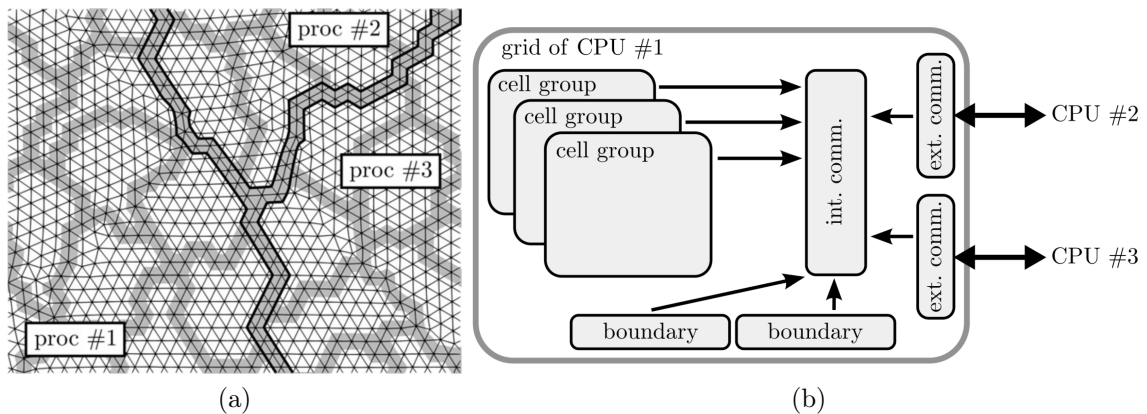 proc #2
proc #3
proc #1
(a)
grid of CPU #1
cell group
cell group
cell group
int. comm.
ext. comm.
CPU #2
ext. comm.
CPU #3
boundary
boundary
(b)